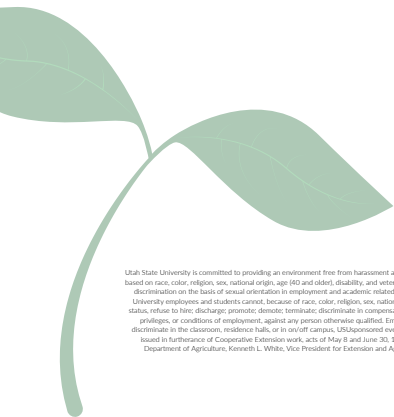 Utah State University is committed to providing an environment free from harassment a
based on race, color, religion, sex, national origin, age (40 and older), disability, and veter
discrimination on the basis of sexual orientation in employment and academic related
University employees and students cannot, because of race, color, religion, sex, nation
status, refuse to hire; discharge; promote; demote; terminate; discriminate in compensa
privileges, or conditions of employment, against any person otherwise qualified. Em
discriminate in the classroom, residence halls, or in on/off campus, USUsponsored eve
issued in furtherance of Cooperative Extension work, acts of May 8 and June 30, 1
Department of Agriculture, Kenneth L. White, Vice President for Extension and Ag